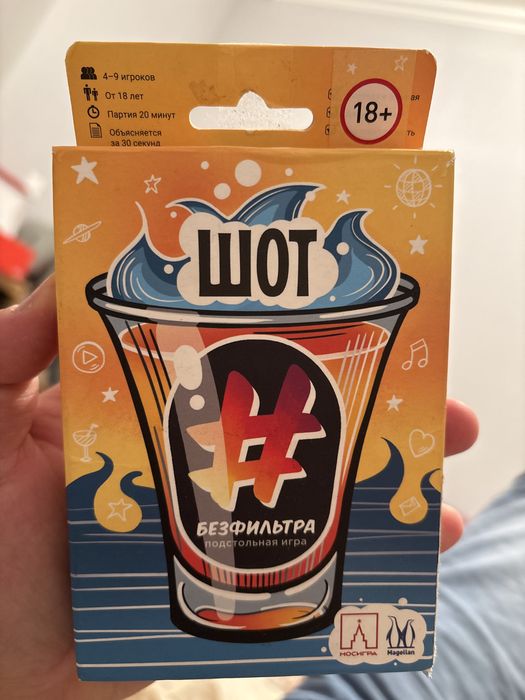 4–9 игроков
От 18 лет
Партия 20 минут
Объясняется
за 30 секунд
18+
ШОТ
#
БЕЗФИЛЬТРА
подстольная игра
МОСИГРА
Magellan